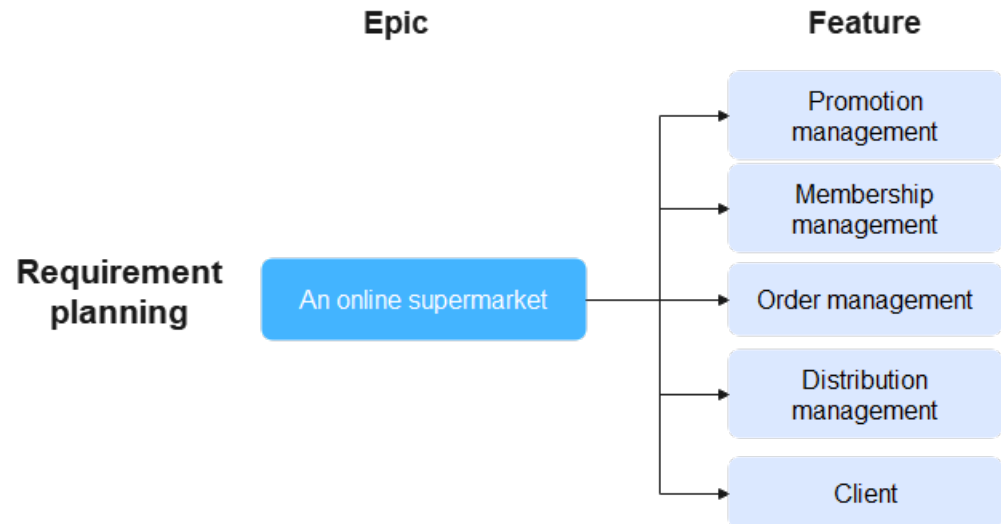 Epic
Feature
Promotion
management
Membership
management
Requirement
planning
An online supermarket
Order management
Distribution
management
Client